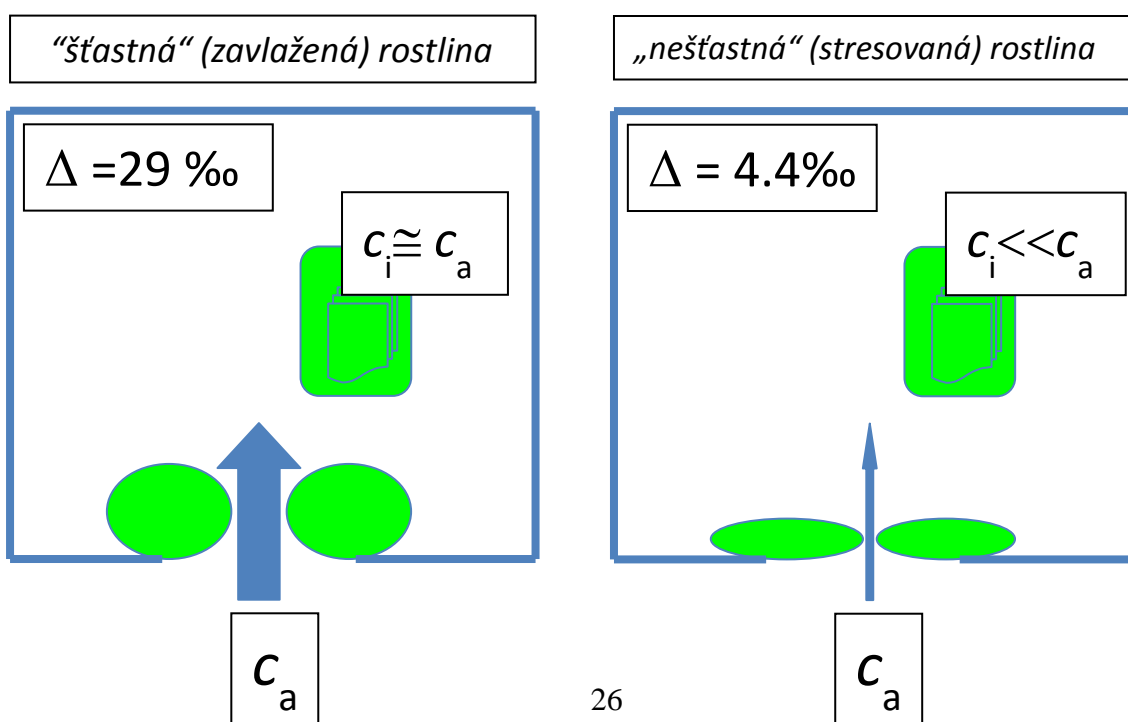 “šťastná“ (zavlažená) rostlina
Δ =29 ‰
ci≅ ca
ca
„nešťastná“ (stresovaná) rostlina
Δ = 4.4‰
ci<<ca
ca
26